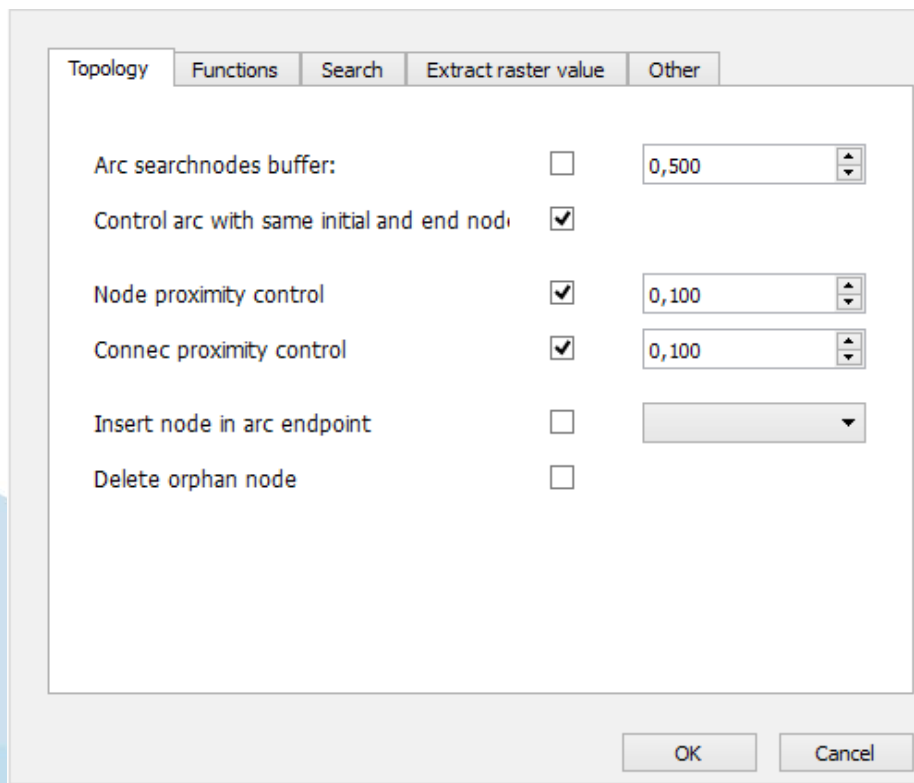 Topology Functions Search Extract raster value Other
Arc searchnodes buffer: 0,500
Control arc with same initial and end nod
Node proximity control 0,100
Connec proximity control 0,100
Insert node in arc endpoint
Delete orphan node
OK Cancel